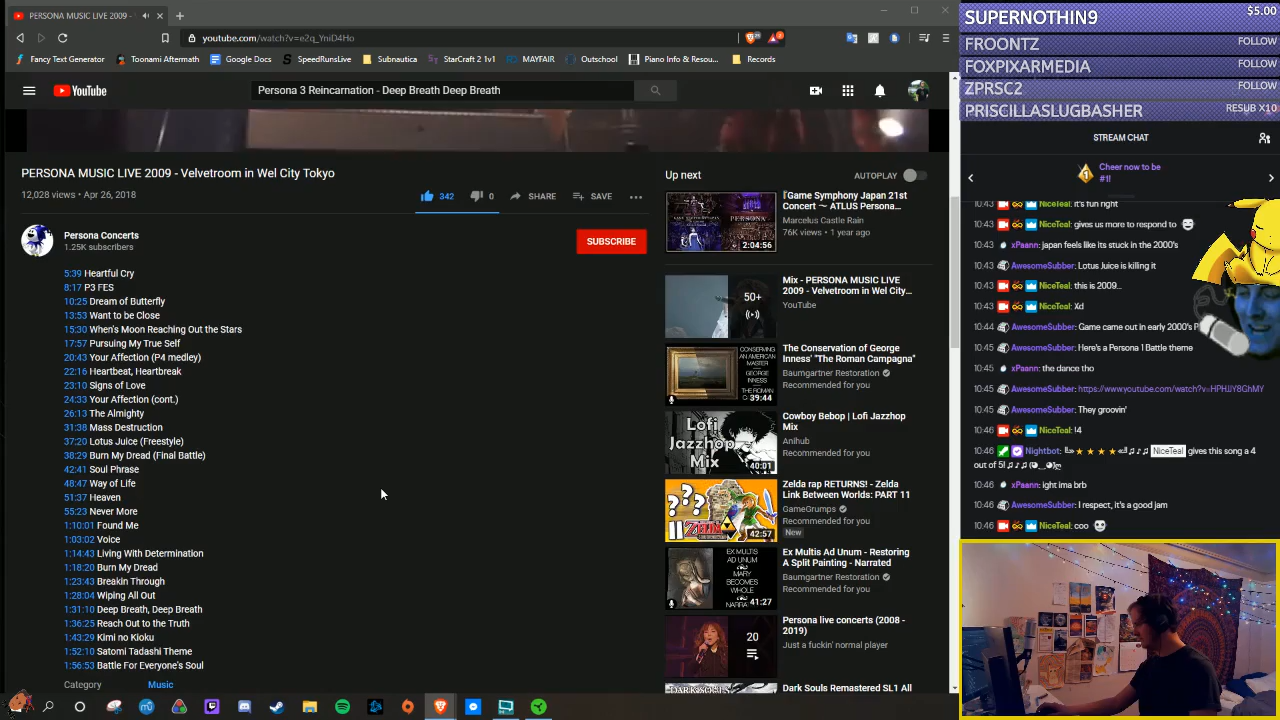 PERSONA MUSIC LIVE 2009 -
youtube.com/watch?v=e2q_YniD4Ho
Fancy Text Generator
Toonami Aftermath
Google Docs
SpeedRunsLive
Subnautica
StarCraft 2 1v1
MAYFAIR
Outschool
Piano Info & Resou...
Records
YouTube
Persona 3 Reincarnation - Deep Breath Deep Breath
PERSONA MUSIC LIVE 2009 - Velvetroom in Wel City Tokyo
12,028 views • Apr 26, 2018
342
0
SHARE
SAVE
Persona Concerts
1.25K subscribers
SUBSCRIBE
5:39 Heartful Cry
8:17 P3 FES
10:25 Dream of Butterfly
13:53 Want to be Close
15:30 When's Moon Reaching Out the Stars
17:57 Pursuing My True Self
20:43 Your Affection (P4 medley)
22:16 Heartbeat, Heartbreak
23:10 Signs of Love
24:33 Your Affection (cont.)
26:13 The Almighty
31:38 Mass Destruction
37:20 Lotus Juice (Freestyle)
38:29 Burn My Dread (Final Battle)
42:41 Soul Phrase
48:47 Way of Life
51:37 Heaven
55:23 Never More
1:10:01 Found Me
1:03:02 Voice
1:14:43 Living With Determination
1:18:20 Burn My Dread
1:23:43 Breakin Through
1:28:04 Wiping All Out
1:31:10 Deep Breath, Deep Breath
1:36:25 Reach Out to the Truth
1:43:29 Kimi no Kioku
1:52:10 Satomi Tadashi Theme
1:56:53 Battle For Everyone's Soul
Category
Music
Up next
AUTOPLAY
『Game Symphony Japan 21st
Concert 〜 ATLUS Persona...
Marcelus Castle Rain
76K views • 1 year ago
2:04:56
Mix - PERSONA MUSIC LIVE
2009 - Velvetroom in Wel City...
YouTube
50+
The Conservation of George
Inness' "The Roman Campagna"
Baumgartner Restoration
Recommended for you
39:44
Cowboy Bebop | Lofi Jazzhop
Mix
Anihub
Recommended for you
Lofi
Jazzhop
Mix
40:01
Zelda rap RETURNS! - Zelda
Link Between Worlds: PART 11
GameGrumps
Recommended for you
New
???
42:57
Ex Multis Ad Unum - Restoring
A Split Painting - Narrated
Baumgartner Restoration
Recommended for you
EX MULTIS
AD UNUM
MARY
BECOMES
WHOLE
41:27
Persona live concerts (2008 -
2019)
Just a fuckin' normal player
20
Dark Souls Remastered SL1 All
SUPERNOTHIN9
$5.00
FROONTZ
FOLLOW
FOXPIXARMEDIA
FOLLOW
ZPRSC2
FOLLOW
PRISCILLASLUGBASHER
RESUB X10
STREAM CHAT
Cheer now to be
#1!
10:43 NiceTeal: it's fun right
10:43 NiceTeal: gives us more to respond to
10:43 xPaann: japan feels like its stuck in the 2000's
10:43 AwesomeSubber: Lotus Juice is killing it
10:43 NiceTeal: this is 2009...
10:43 NiceTeal: Xd
10:44 AwesomeSubber: Game came out in early 2000's
10:45 AwesomeSubber: Here's a Persona 1 Battle theme
10:45 xPaann: the dance tho
10:45 AwesomeSubber: https://www.youtube.com/watch?v=HPHJJY8GhMY
10:45 AwesomeSubber: They groovin'
10:46 NiceTeal: !4
10:46 Nightbot: ★ ★ ★ ★ NiceTeal gives this song a 4
out of 5!
10:46 xPaann: ight ima brb
10:46 AwesomeSubber: I respect, it's a good jam
10:46 NiceTeal: coo